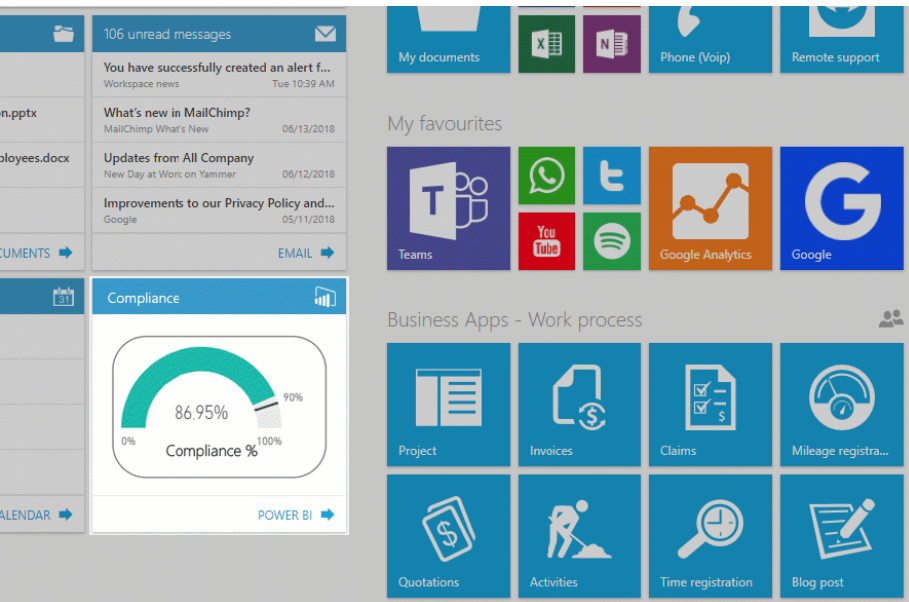 106 unread messages
You have successfully created an alert f...
Workspace news
Tue 10:39 AM
n.pptx
What's new in MailChimp?
MailChimp What's New
06/13/2018
ployees.docx
Updates from All Company
New Day at Work on Yammer
06/12/2018
Improvements to our Privacy Policy and...
Google
05/11/2018
CUMENTS
EMAIL
31
Compliance
86.95%
90%
0%
100%
Compliance %
ALENDAR
POWER BI
My documents
X
N
Phone (Voip)
Remote support
My favourites
T
Teams
You
Tube
Google Analytics
G
Google
Business Apps - Work process
Project
$
Invoices
$
Claims
Mileage registra...
$
Quotations
Activities
Time registration
Blog post